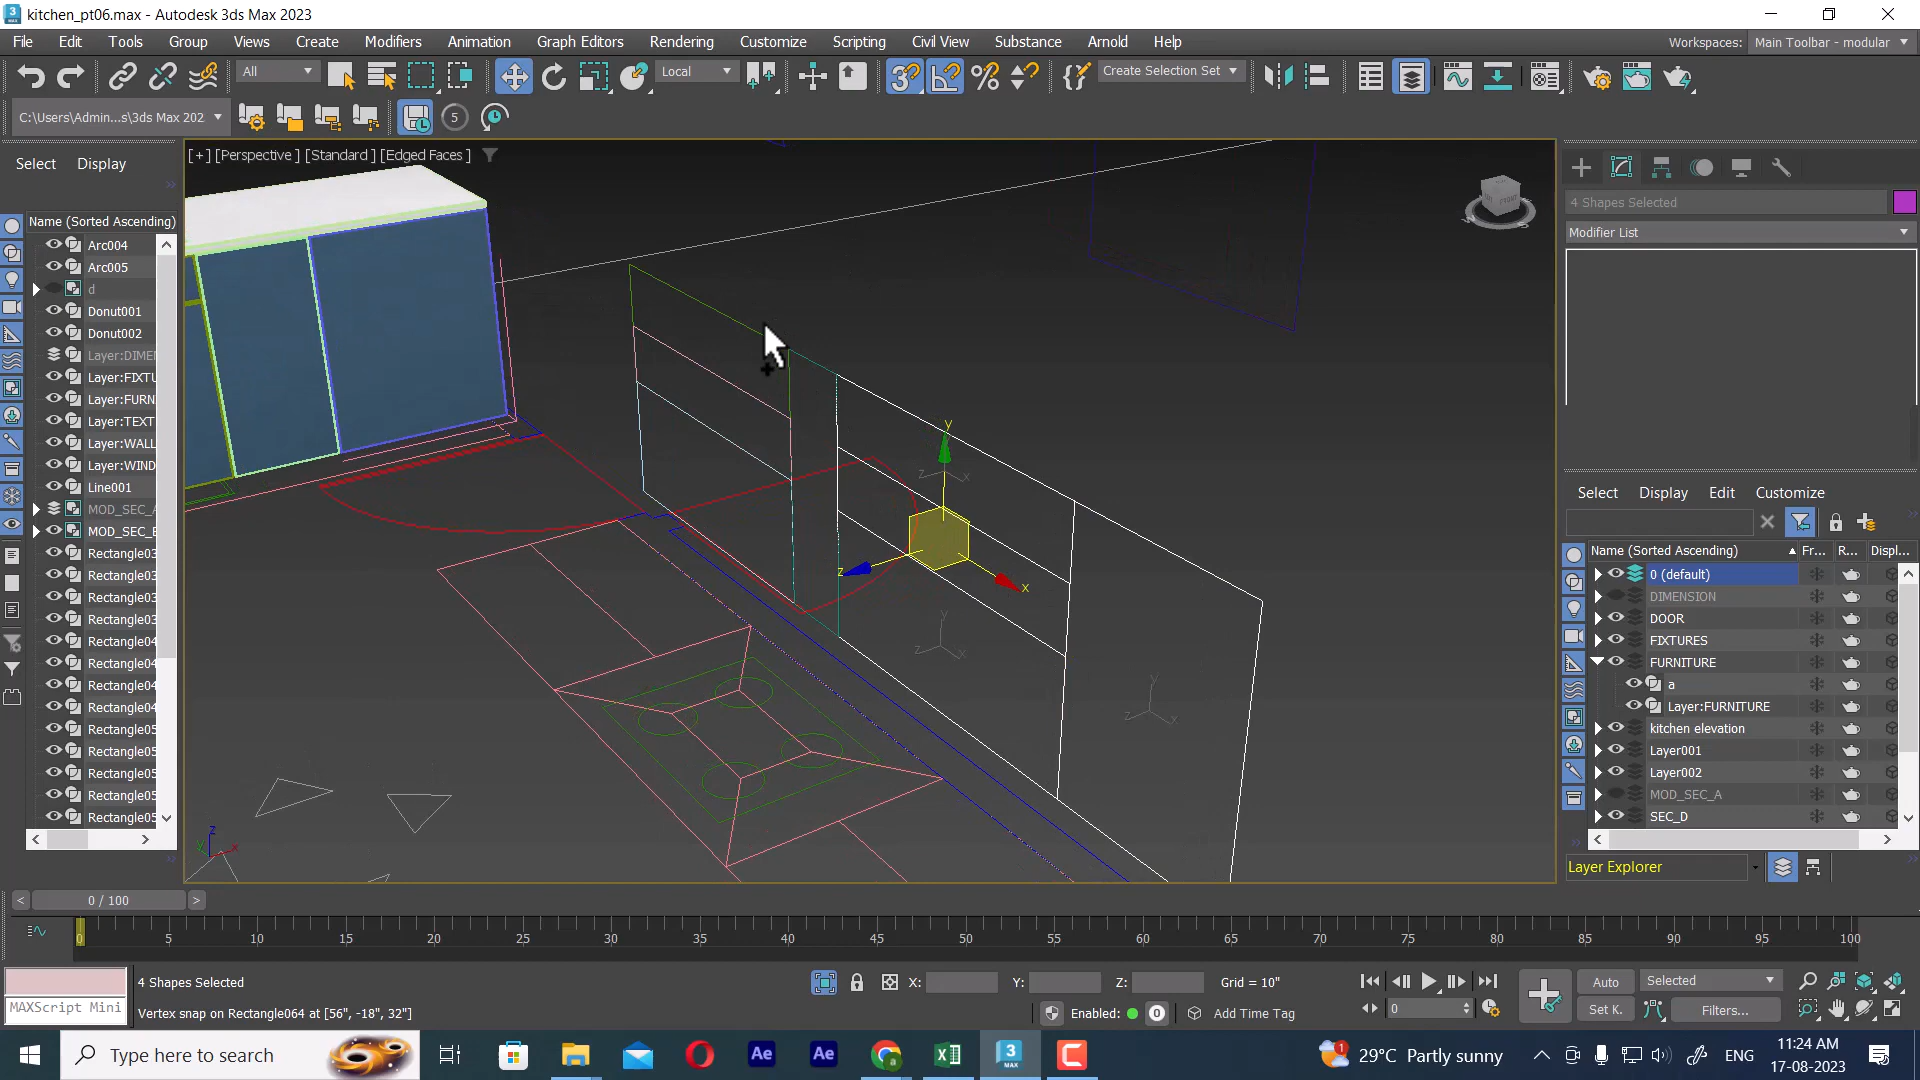 kitchen_pt06.max - Autodesk 3ds Max 2023
File Edit Tools Group Views Create Modifiers Animation Graph Editors Rendering Customize Scripting Civil View Substance Arnold Help
Workspaces: Main Toolbar - modular
All
Local
Create Selection Set
C:\Users\Admin...s\3ds Max 202
5
Select Display
[+] [Perspective ] [Standard ] [Edged Faces ]
4 Shapes Selected
Modifier List
Name (Sorted Ascending)
Arc004
Arc005
d
Donut001
Donut002
Layer:DIME
Layer:FIXTU
Layer:FURN
Layer:TEXT
Layer:WALL
Layer:WIND
Line001
MOD_SEC_A
MOD_SEC_B
Rectangle03
Rectangle03
Rectangle03
Rectangle03
Rectangle04
Rectangle04
Rectangle04
Rectangle04
Rectangle05
Rectangle05
Rectangle05
Rectangle05
Rectangle05
Select Display Edit Customize
Name (Sorted Ascending) Fr... R... Displ...
0 (default)
DIMENSION
DOOR
FIXTURES
FURNITURE
a
Layer:FURNITURE
kitchen elevation
Layer001
Layer002
MOD_SEC_A
SEC_D
Layer Explorer
0 / 100
0 5 10 15 20 25 30 35 40 45 50 55 60 65 70 75 80 85 90 95 100
4 Shapes Selected
X: Y: Z: Grid = 10"
Auto Selected
MAXScript Mini
Vertex snap on Rectangle064 at [56", -18", 32"]
Enabled: 0 Add Time Tag
0
Set K. Filters...
Type here to search
29°C Partly sunny
ENG
11:24 AM
17-08-2023